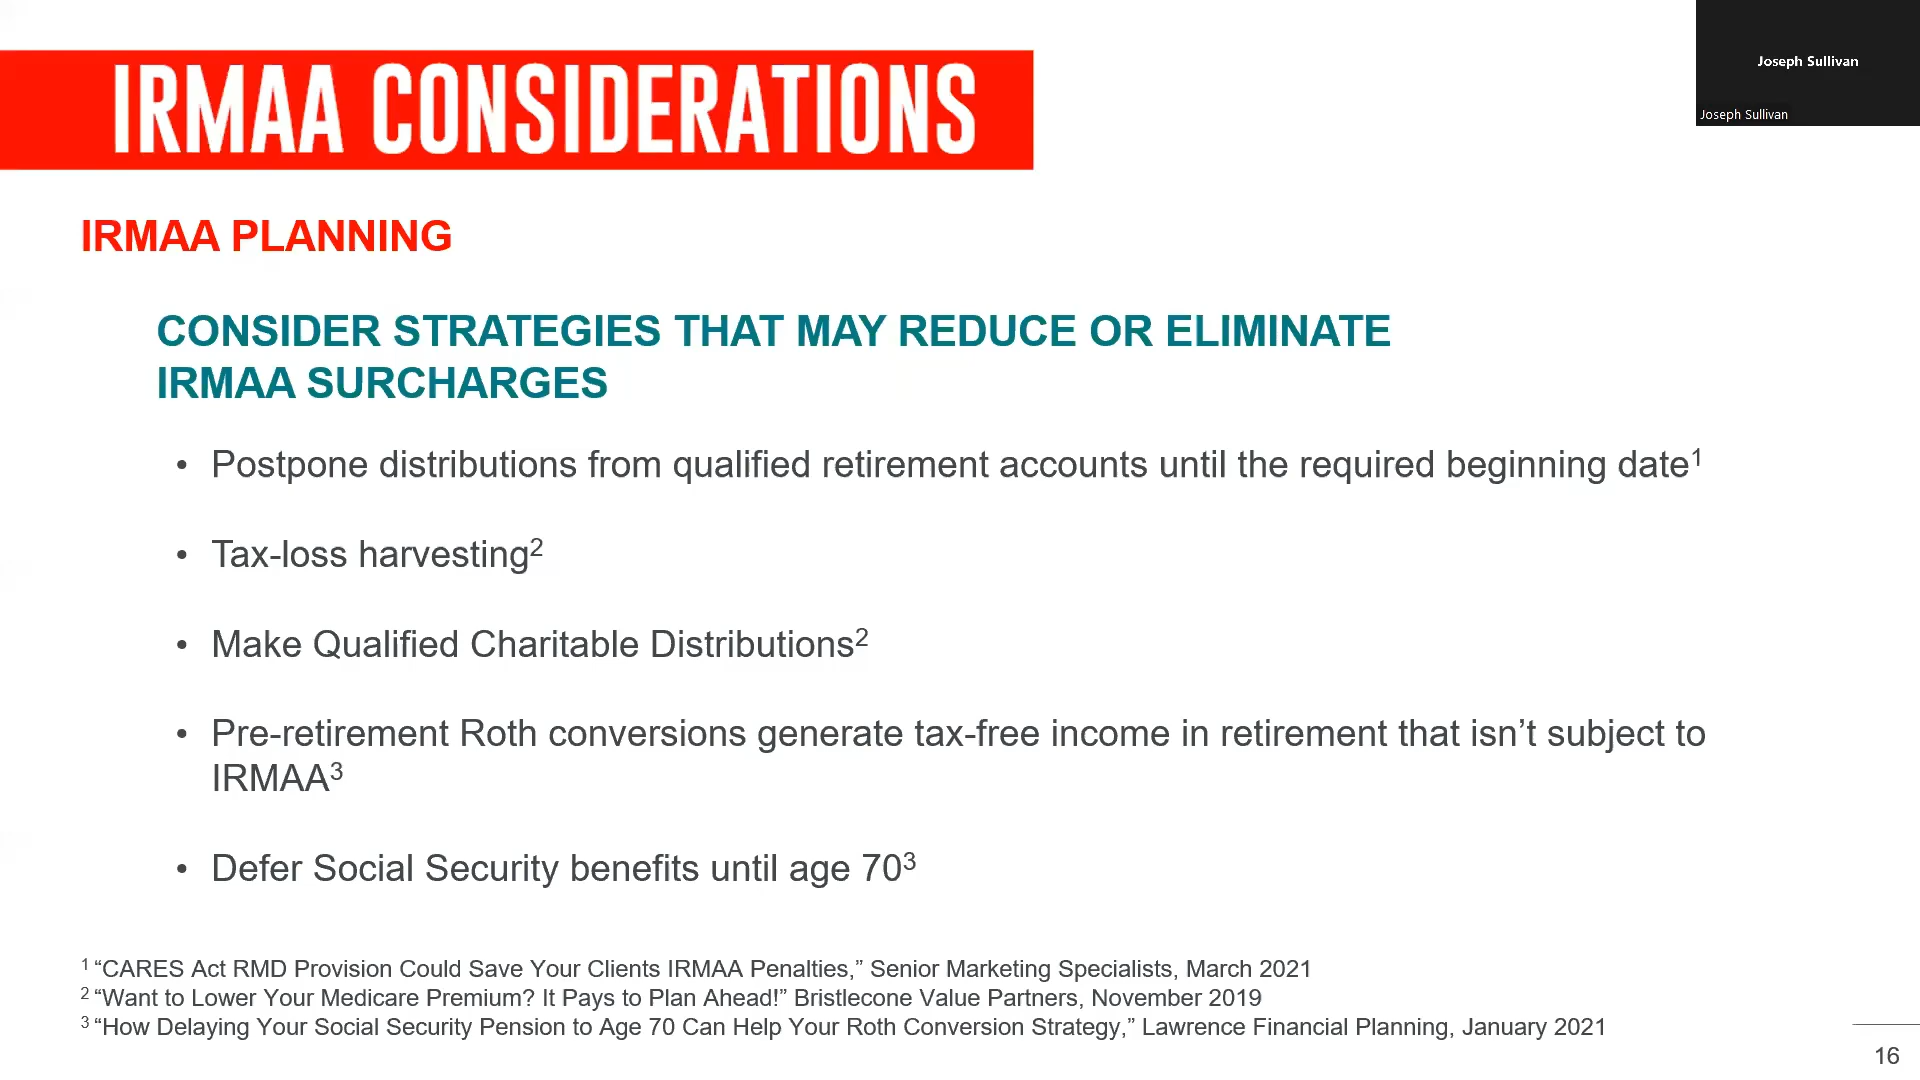 IRMAA CONSIDERATIONS
Joseph Sullivan
Joseph Sullivan
IRMAA PLANNING
CONSIDER STRATEGIES THAT MAY REDUCE OR ELIMINATE
IRMAA SURCHARGES
• Postpone distributions from qualified retirement accounts until the required beginning date¹
• Tax-loss harvesting²
• Make Qualified Charitable Distributions²
• Pre-retirement Roth conversions generate tax-free income in retirement that isn’t subject to
IRMAA³
• Defer Social Security benefits until age 70³
¹ “CARES Act RMD Provision Could Save Your Clients IRMAA Penalties,” Senior Marketing Specialists, March 2021
² “Want to Lower Your Medicare Premium? It Pays to Plan Ahead!” Bristlecone Value Partners, November 2019
³ “How Delaying Your Social Security Pension to Age 70 Can Help Your Roth Conversion Strategy,” Lawrence Financial Planning, January 2021
16